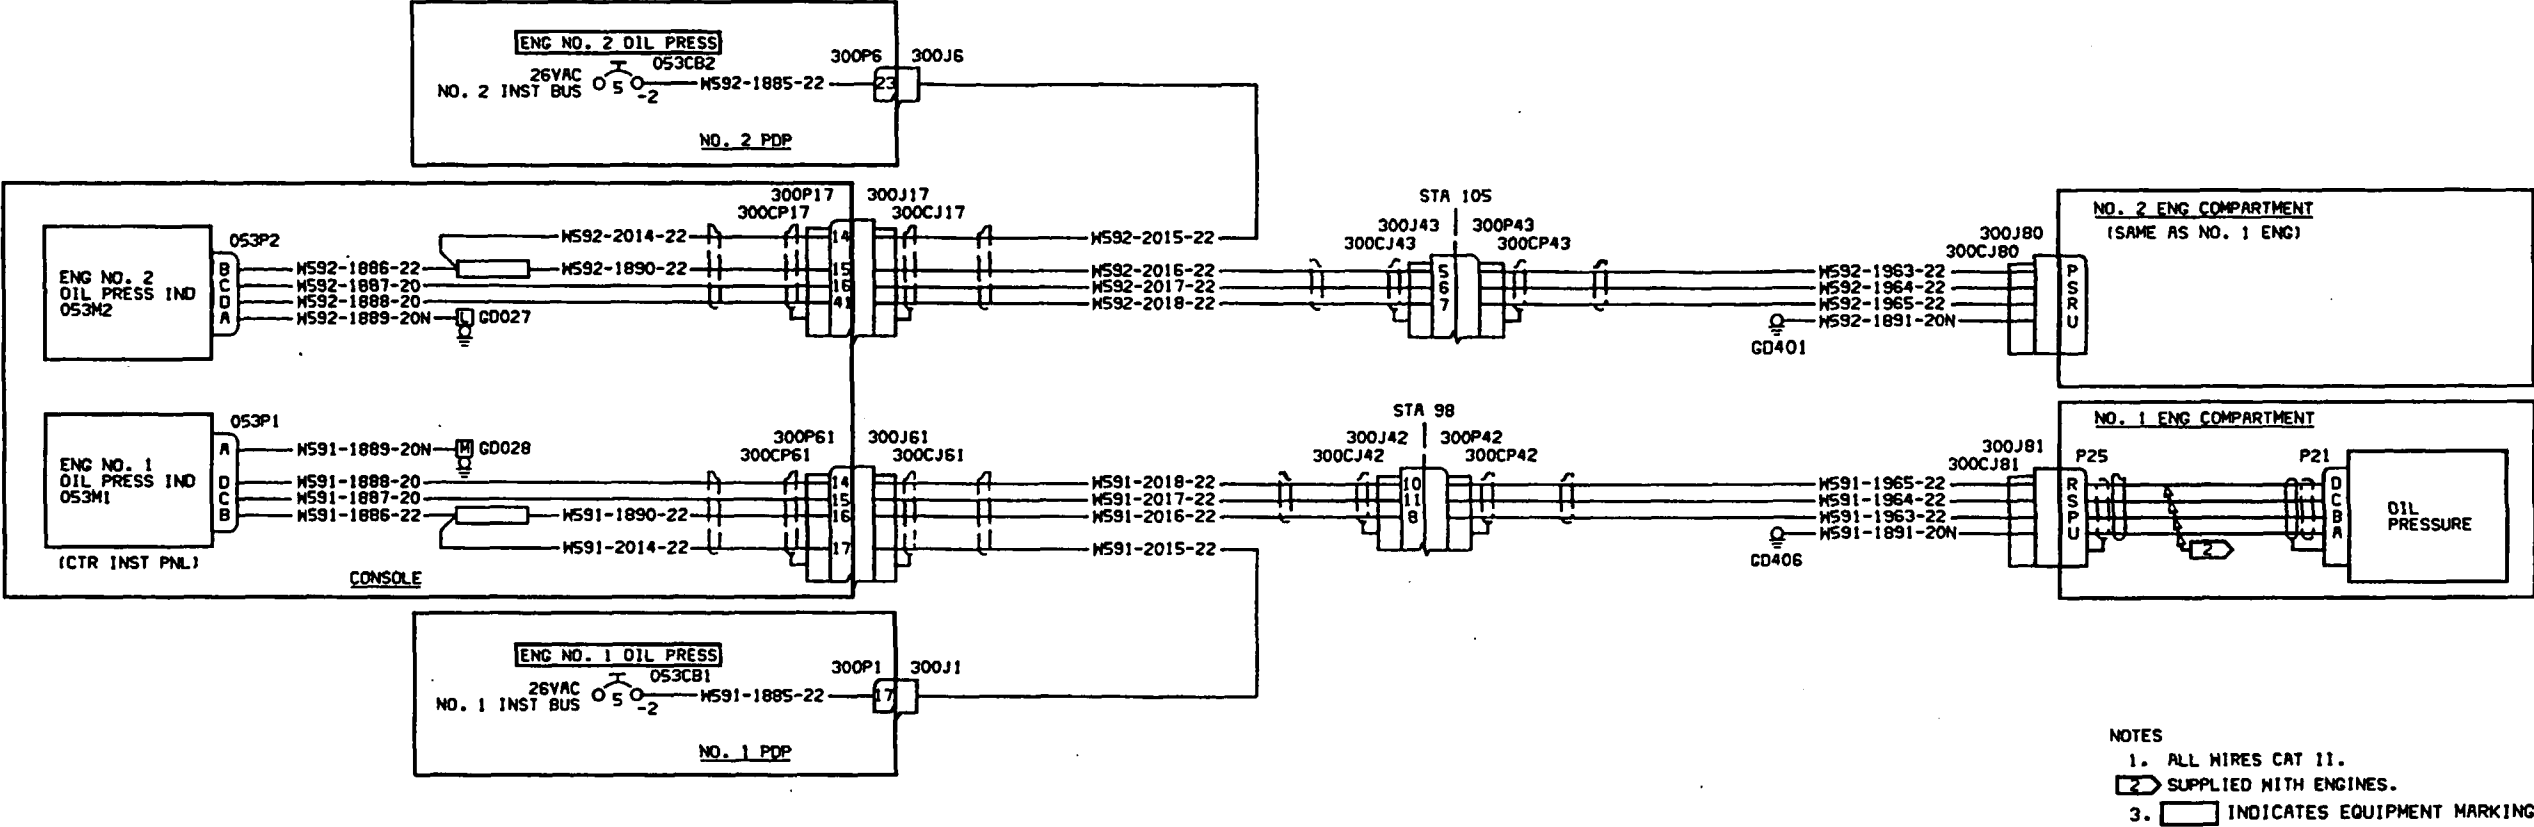 ENG NO. 2 OIL PRESS
053CB2
26VAC
NO. 2 INST BUS
5
-2
W592-1885-22
300P6
300J6
23
NO. 2 PDP
300P17
300J17
300CP17
300CJ17
ENG NO. 2
OIL PRESS IND
053M2
053P2
B
C
D
A
W592-1886-22
W592-1887-20
W592-1888-20
W592-1889-20N
L
GD027
W592-2014-22
W592-1890-22
14
15
16
41
W592-2015-22
W592-2016-22
W592-2017-22
W592-2018-22
STA 105
300J43
300P43
300CJ43
300CP43
5
6
7
W592-1963-22
W592-1964-22
W592-1965-22
W592-1891-20N
GD401
300J80
300CJ80
P
S
R
U
NO. 2 ENG COMPARTMENT
(SAME AS NO. 1 ENG)
ENG NO. 1
OIL PRESS IND
053M1
053P1
A
D
C
B
W591-1889-20N
M
GD028
W591-1888-20
W591-1887-20
W591-1886-22
W591-1890-22
W591-2014-22
(CTR INST PNL)
CONSOLE
300P61
300J61
300CP61
300CJ61
14
15
16
17
W591-2018-22
W591-2017-22
W591-2016-22
W591-2015-22
STA 98
300J42
300P42
300CJ42
300CP42
10
11
8
W591-1965-22
W591-1964-22
W591-1963-22
W591-1891-20N
GD406
300J81
300CJ81
NO. 1 ENG COMPARTMENT
P25
R
S
P
U
2
P21
D
C
B
A
OIL
PRESSURE
ENG NO. 1 OIL PRESS
053CB1
26VAC
NO. 1 INST BUS
5
-2
W591-1885-22
300P1
300J1
17
NO. 1 PDP
NOTES
1. ALL WIRES CAT II.
2 SUPPLIED WITH ENGINES.
3. INDICATES EQUIPMENT MARKING